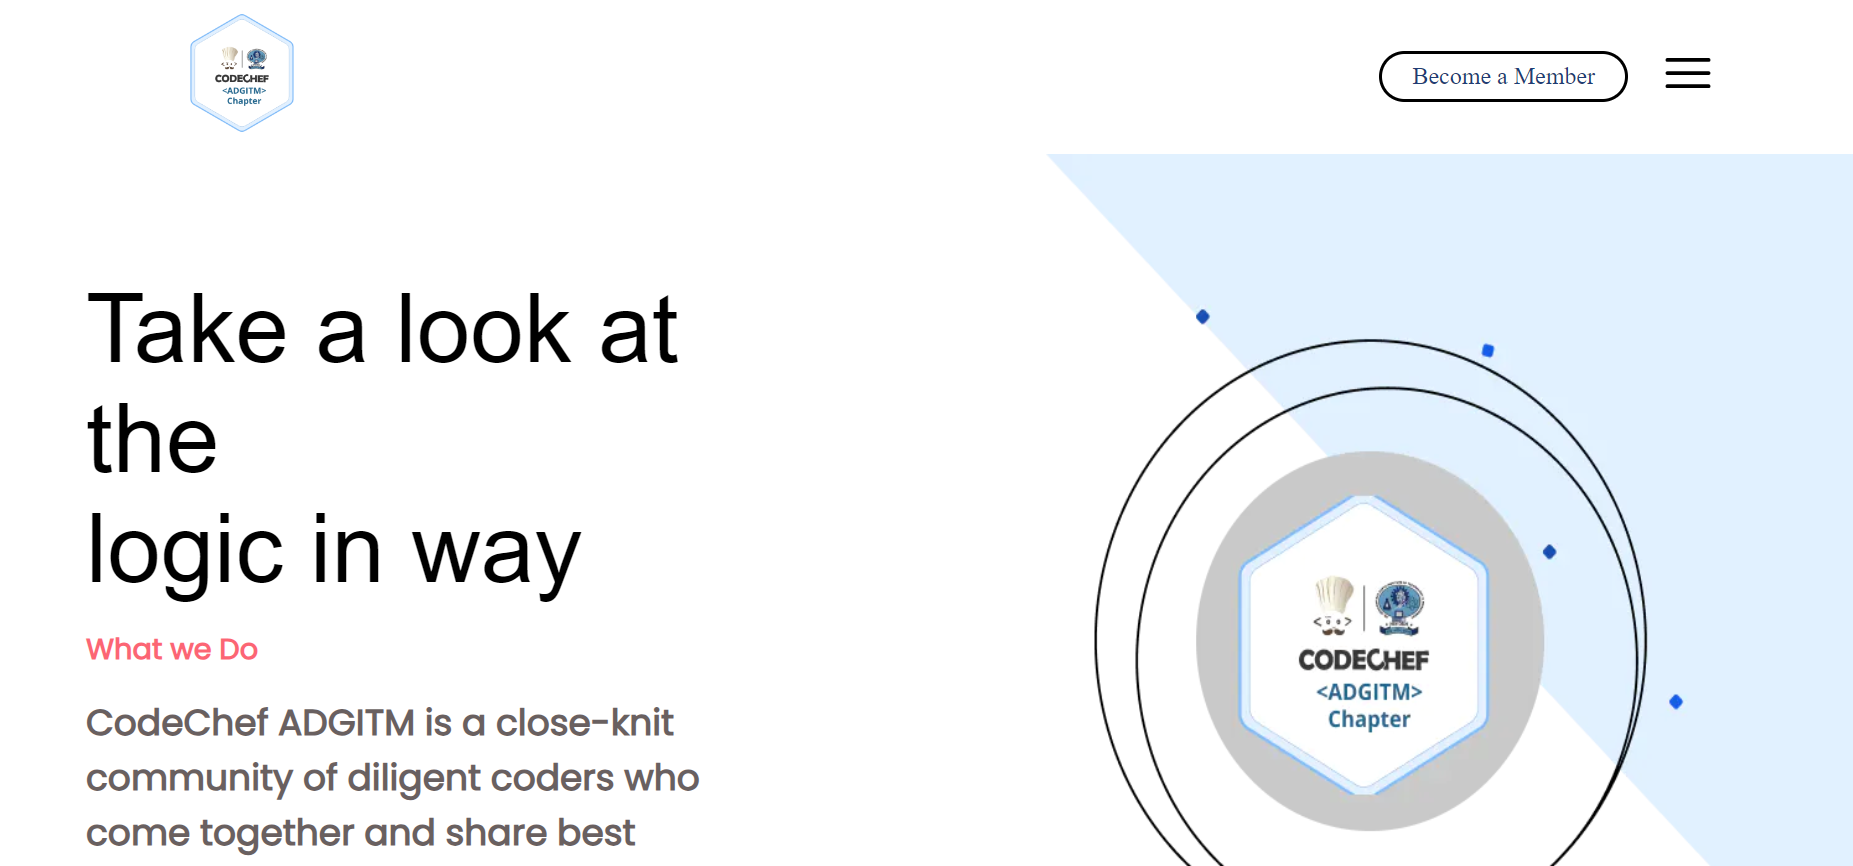 CODECHEF
<ADGITM>
Chapter
Become a Member
Take a look at
the
logic in way
What we Do
CodeChef ADGITM is a close-knit
community of diligent coders who
come together and share best
CODECHEF
<ADGITM>
Chapter